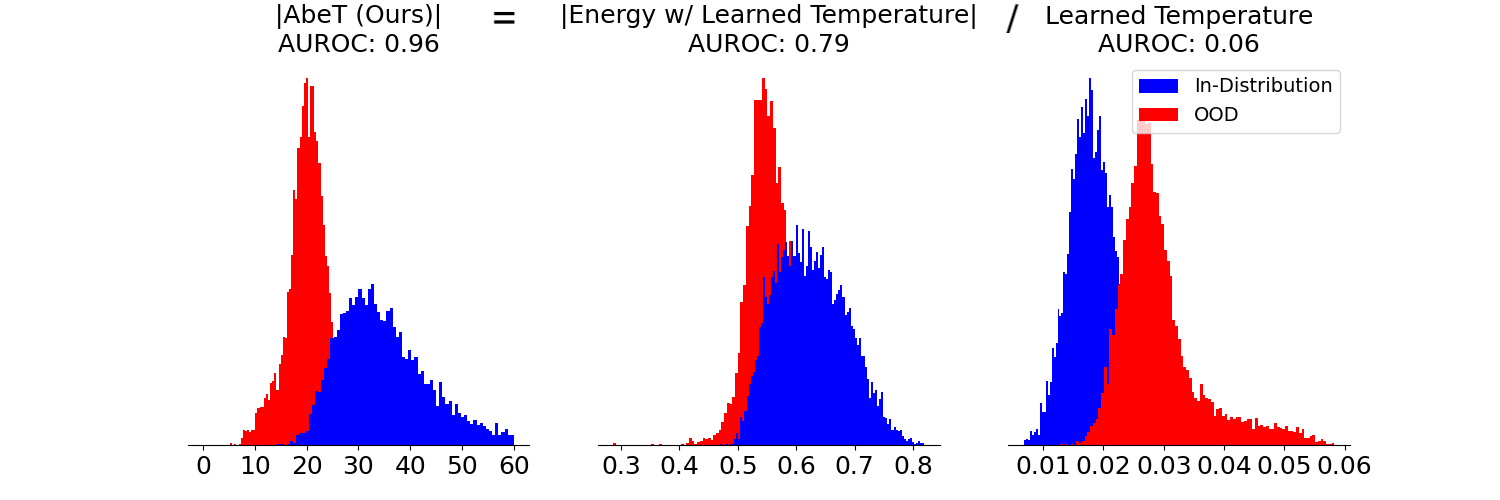 |AbeT (Ours)| = |Energy w/ Learned Temperature| / Learned Temperature
AUROC: 0.96 AUROC: 0.79 AUROC: 0.06
In-Distribution
OOD
0 10 20 30 40 50 60
0.3 0.4 0.5 0.6 0.7 0.8
0.01 0.02 0.03 0.04 0.05 0.06